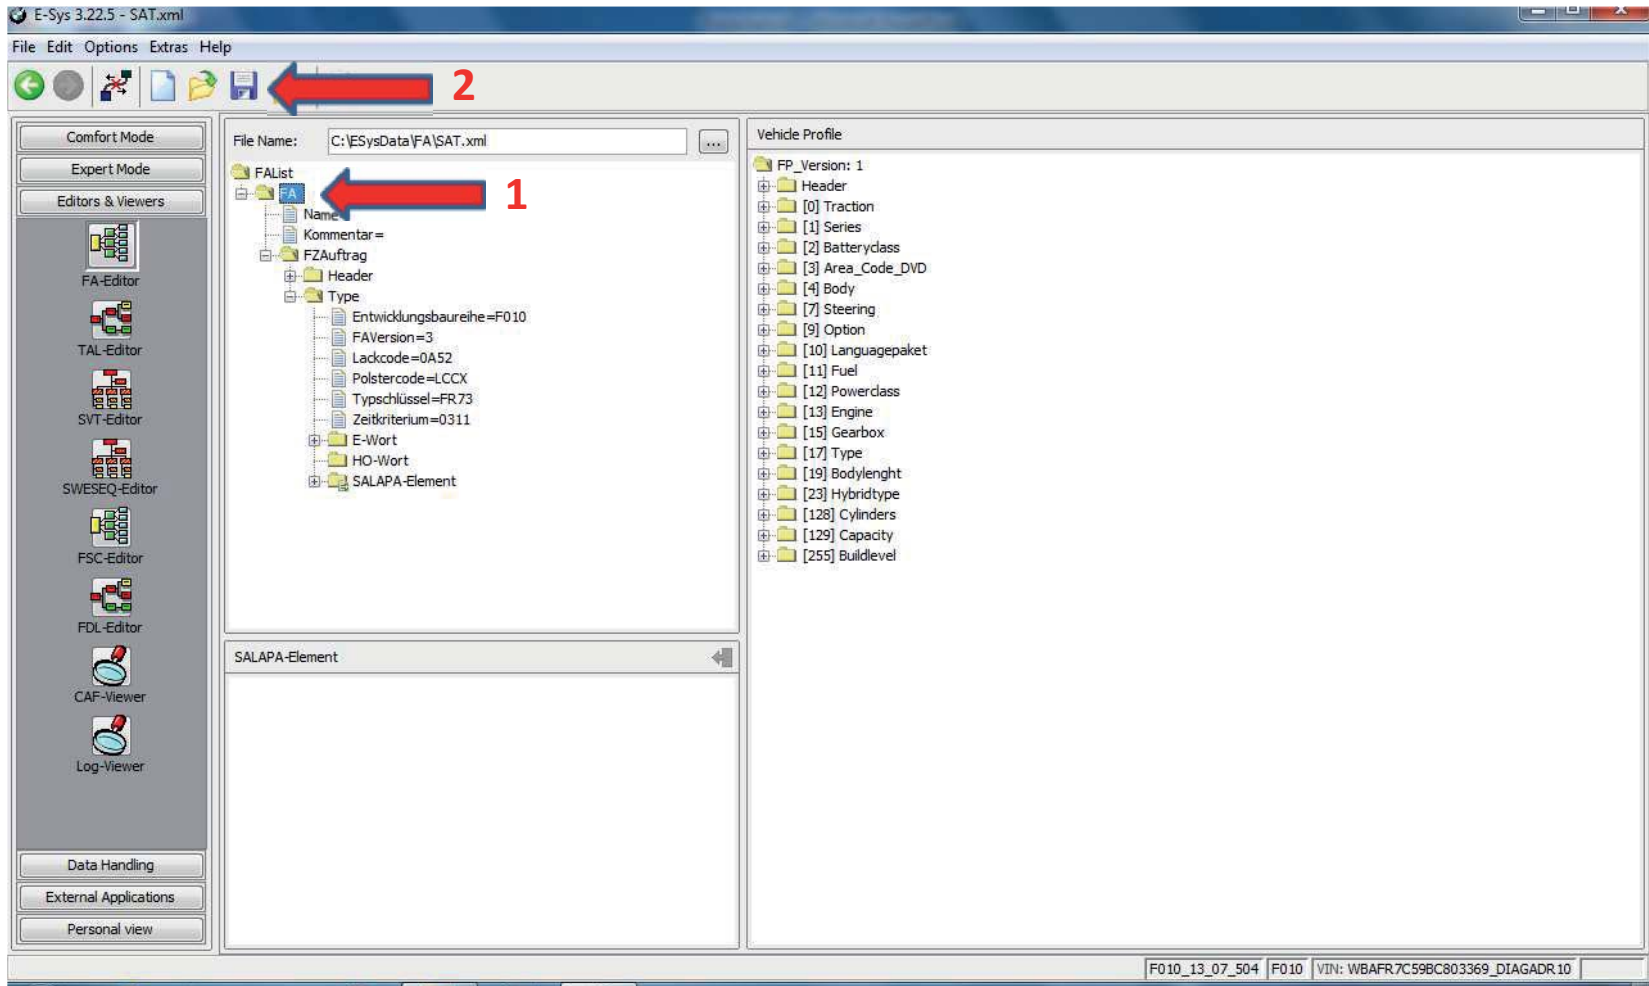 E-Sys 3.22.5 - SAT.xml
File Edit Options Extras Help
2
Comfort Mode
Expert Mode
Editors & Viewers
FA-Editor
TAL-Editor
SVT-Editor
SWESEQ-Editor
FSC-Editor
FDL-Editor
CAF-Viewer
Log-Viewer
Data Handling
External Applications
Personal view
File Name: C:\ESysData\FA\SAT.xml ...
FAList
FA
1
Name
Kommentar=
FZAuftrag
Header
Type
Entwicklungsbaureihe=F010
FAVersion=3
Lackcode=0A52
Polstercode=LCCX
Typschlüssel=FR73
Zeitkriterium=0311
E-Wort
HO-Wort
SALAPA-Element
SALAPA-Element
Vehicle Profile
FP_Version: 1
Header
[0] Traction
[1] Series
[2] Batteryclass
[3] Area_Code_DVD
[4] Body
[7] Steering
[9] Option
[10] Languagepaket
[11] Fuel
[12] Powerclass
[13] Engine
[15] Gearbox
[17] Type
[19] Bodylenght
[23] Hybridtype
[128] Cylinders
[129] Capacity
[255] Buildlevel
F010_13_07_504 F010 VIN: WBAFR7C59BC803369_DIAGADR10